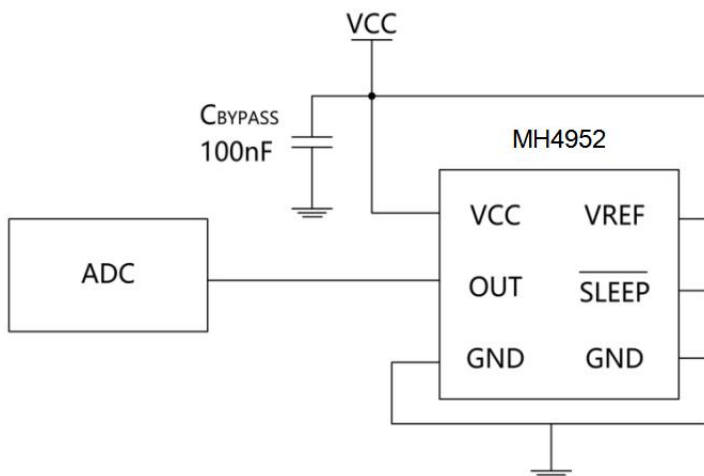 VCC
CBYPASS
100nF
MH4952
VCC
VREF
ADC
OUT
SLEEP
GND
GND